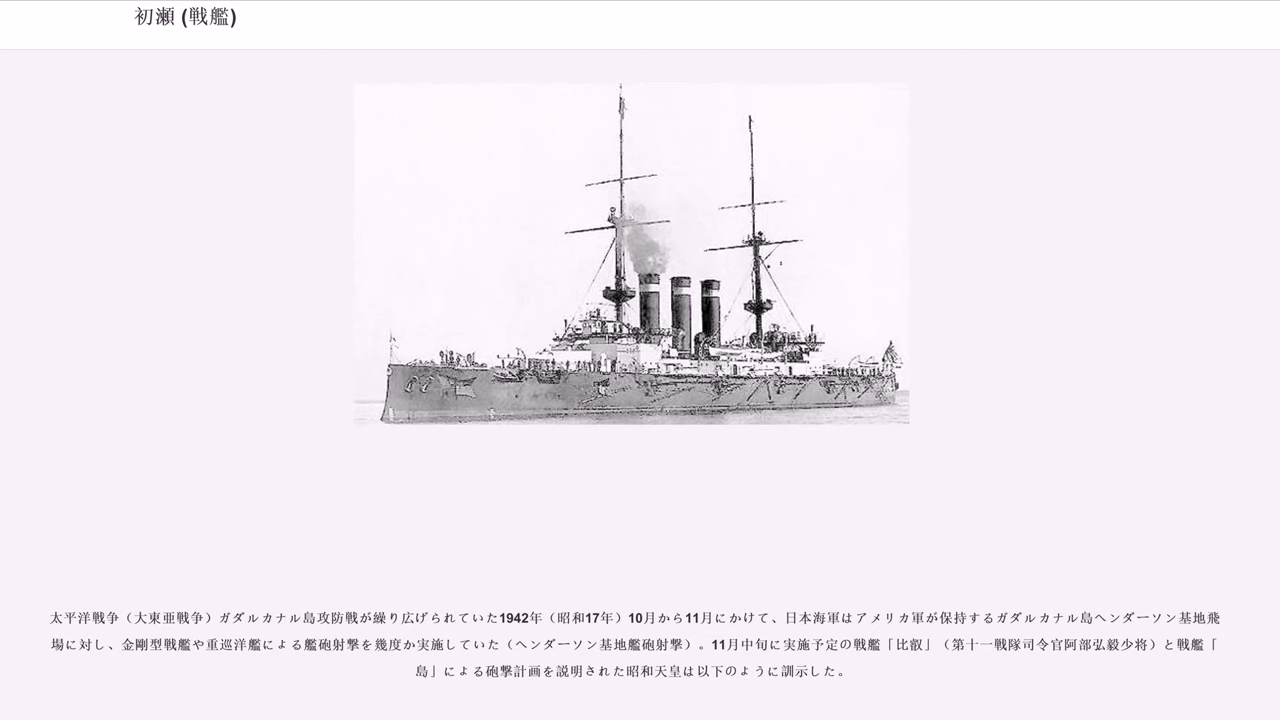 初瀬 (戦艦)
太平洋戦争（大東亜戦争）ガダルカナル島攻防戦が繰り広げられていた1942年（昭和17年）10月から11月にかけて、日本海軍はアメリカ軍が保持するガダルカナル島ヘンダーソン基地飛
場に対し、金剛型戦艦や重巡洋艦による艦砲射撃を幾度か実施していた（ヘンダーソン基地艦砲射撃）。11月中旬に実施予定の戦艦「比叡」（第十一戦隊司令官阿部弘毅少将）と戦艦「
島」による砲撃計画を説明された昭和天皇は以下のように訓示した。